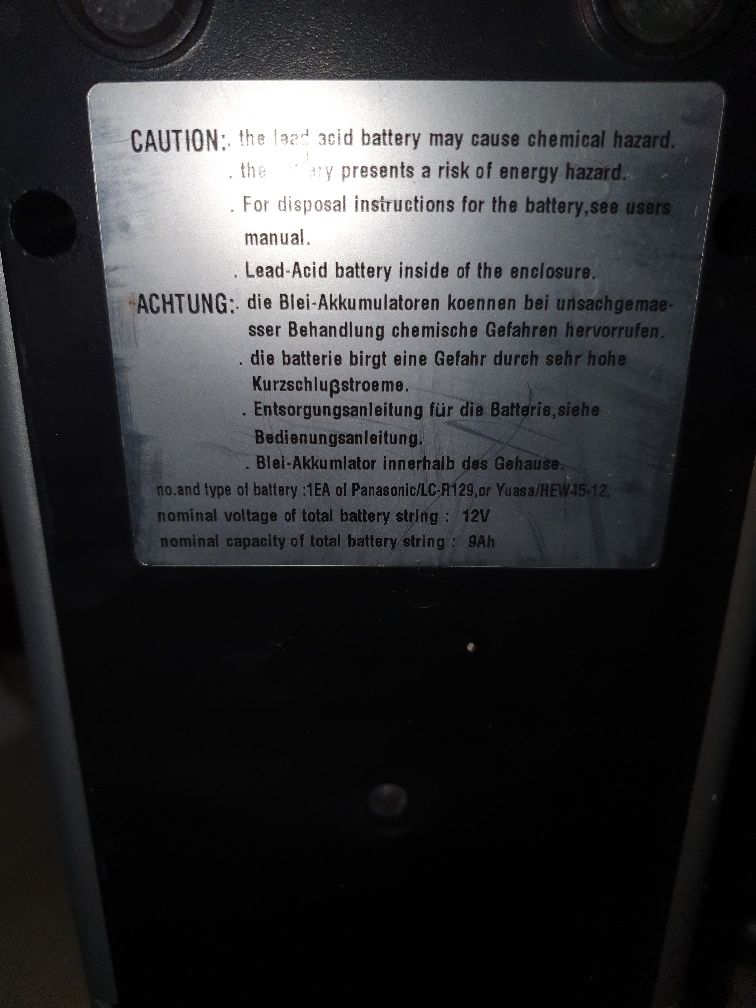 CAUTION:. the lead acid battery may cause chemical hazard.
. the battery presents a risk of energy hazard.
. For disposal instructions for the battery,see users
manual.
. Lead-Acid battery inside of the enclosure.
ACHTUNG:. die Blei-Akkumulatoren koennen bei unsachgemae-
sser Behandlung chemische Gefahren hervorrufen.
. die batterie birgt eine Gefahr durch sehr hohe
Kurzschlußstroeme.
. Entsorgungsanleitung für die Batterie,siehe
Bedienungsanleitung.
. Blei-Akkumlator innerhalb des Gehause.
no.and type of battery :1EA of Panasonic/LC-R129,or Yuasa/HEW45-12,
nominal voltage of total battery string : 12V
nominal capacity of total battery string : 9Ah